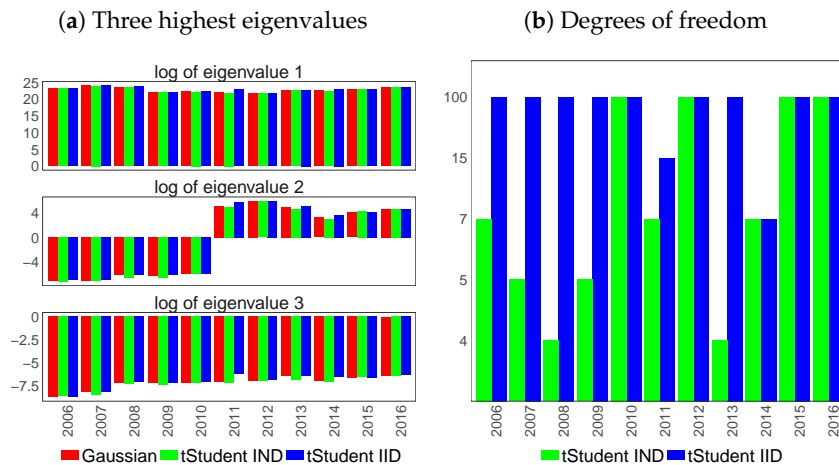 (a) Three highest eigenvalues
(b) Degrees of freedom
log of eigenvalue 1
25
20
15
10
5
0
log of eigenvalue 2
4
0
−4
log of eigenvalue 3
0
−2.5
−5
−7.5
2006 2007 2008 2009 2010 2011 2012 2013 2014 2015 2016
Gaussian tStudent IND tStudent IID
100
15
7
5
4
2006 2007 2008 2009 2010 2011 2012 2013 2014 2015 2016
tStudent IND tStudent IID